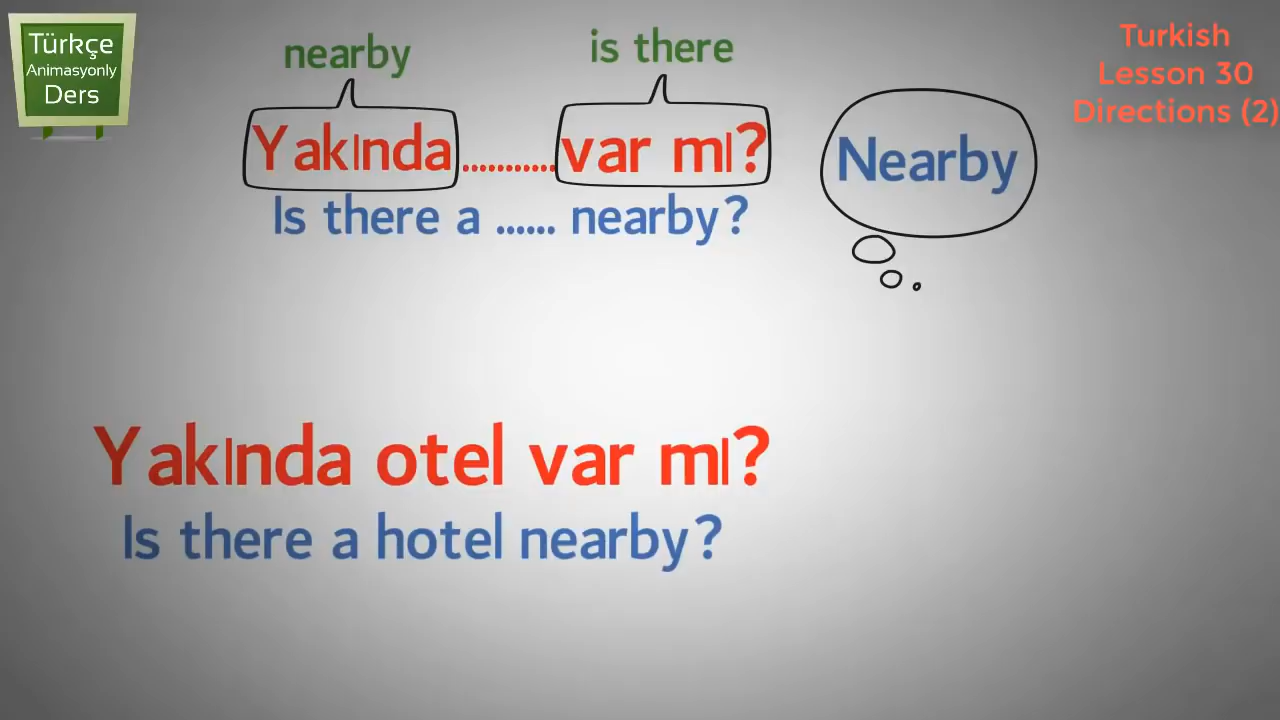 Türkçe
Animasyonly
Ders
nearby
is there
Yakında ............ var mı?
Is there a ...... nearby?
Nearby
Turkish
Lesson 30
Directions (2)
Yakında otel var mı?
Is there a hotel nearby?